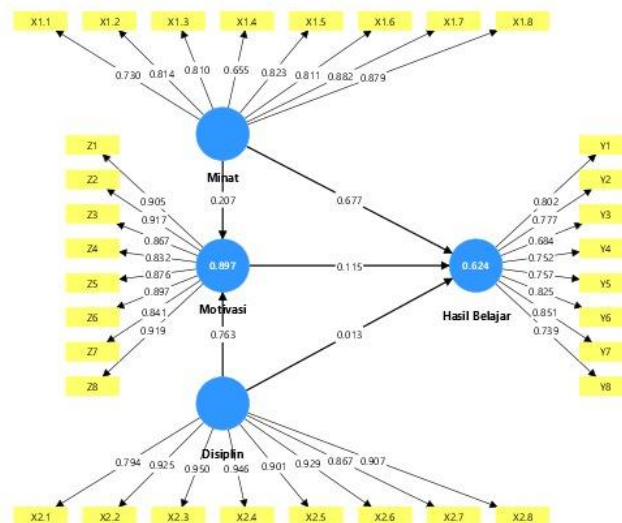 X1.1 X1.2 X1.3 X1.4 X1.5 X1.6 X1.7 X1.8
0.730 0.814 0.810 0.655 0.823 0.811 0.882 0.879
Minat
0.207
0.677
Z1
Z2
Z3
Z4
Z5
Z6
Z7
Z8
0.905
0.917
0.867
0.832
0.876
0.897
0.841
0.919
0.897
Motivasi
0.115
0.624
Hasil Belajar
0.802
0.777
0.684
0.752
0.757
0.825
0.851
0.739
Y1
Y2
Y3
Y4
Y5
Y6
Y7
Y8
0.763
0.013
Disiplin
0.794 0.925 0.950 0.946 0.901 0.929 0.867 0.907
X2.1 X2.2 X2.3 X2.4 X2.5 X2.6 X2.7 X2.8